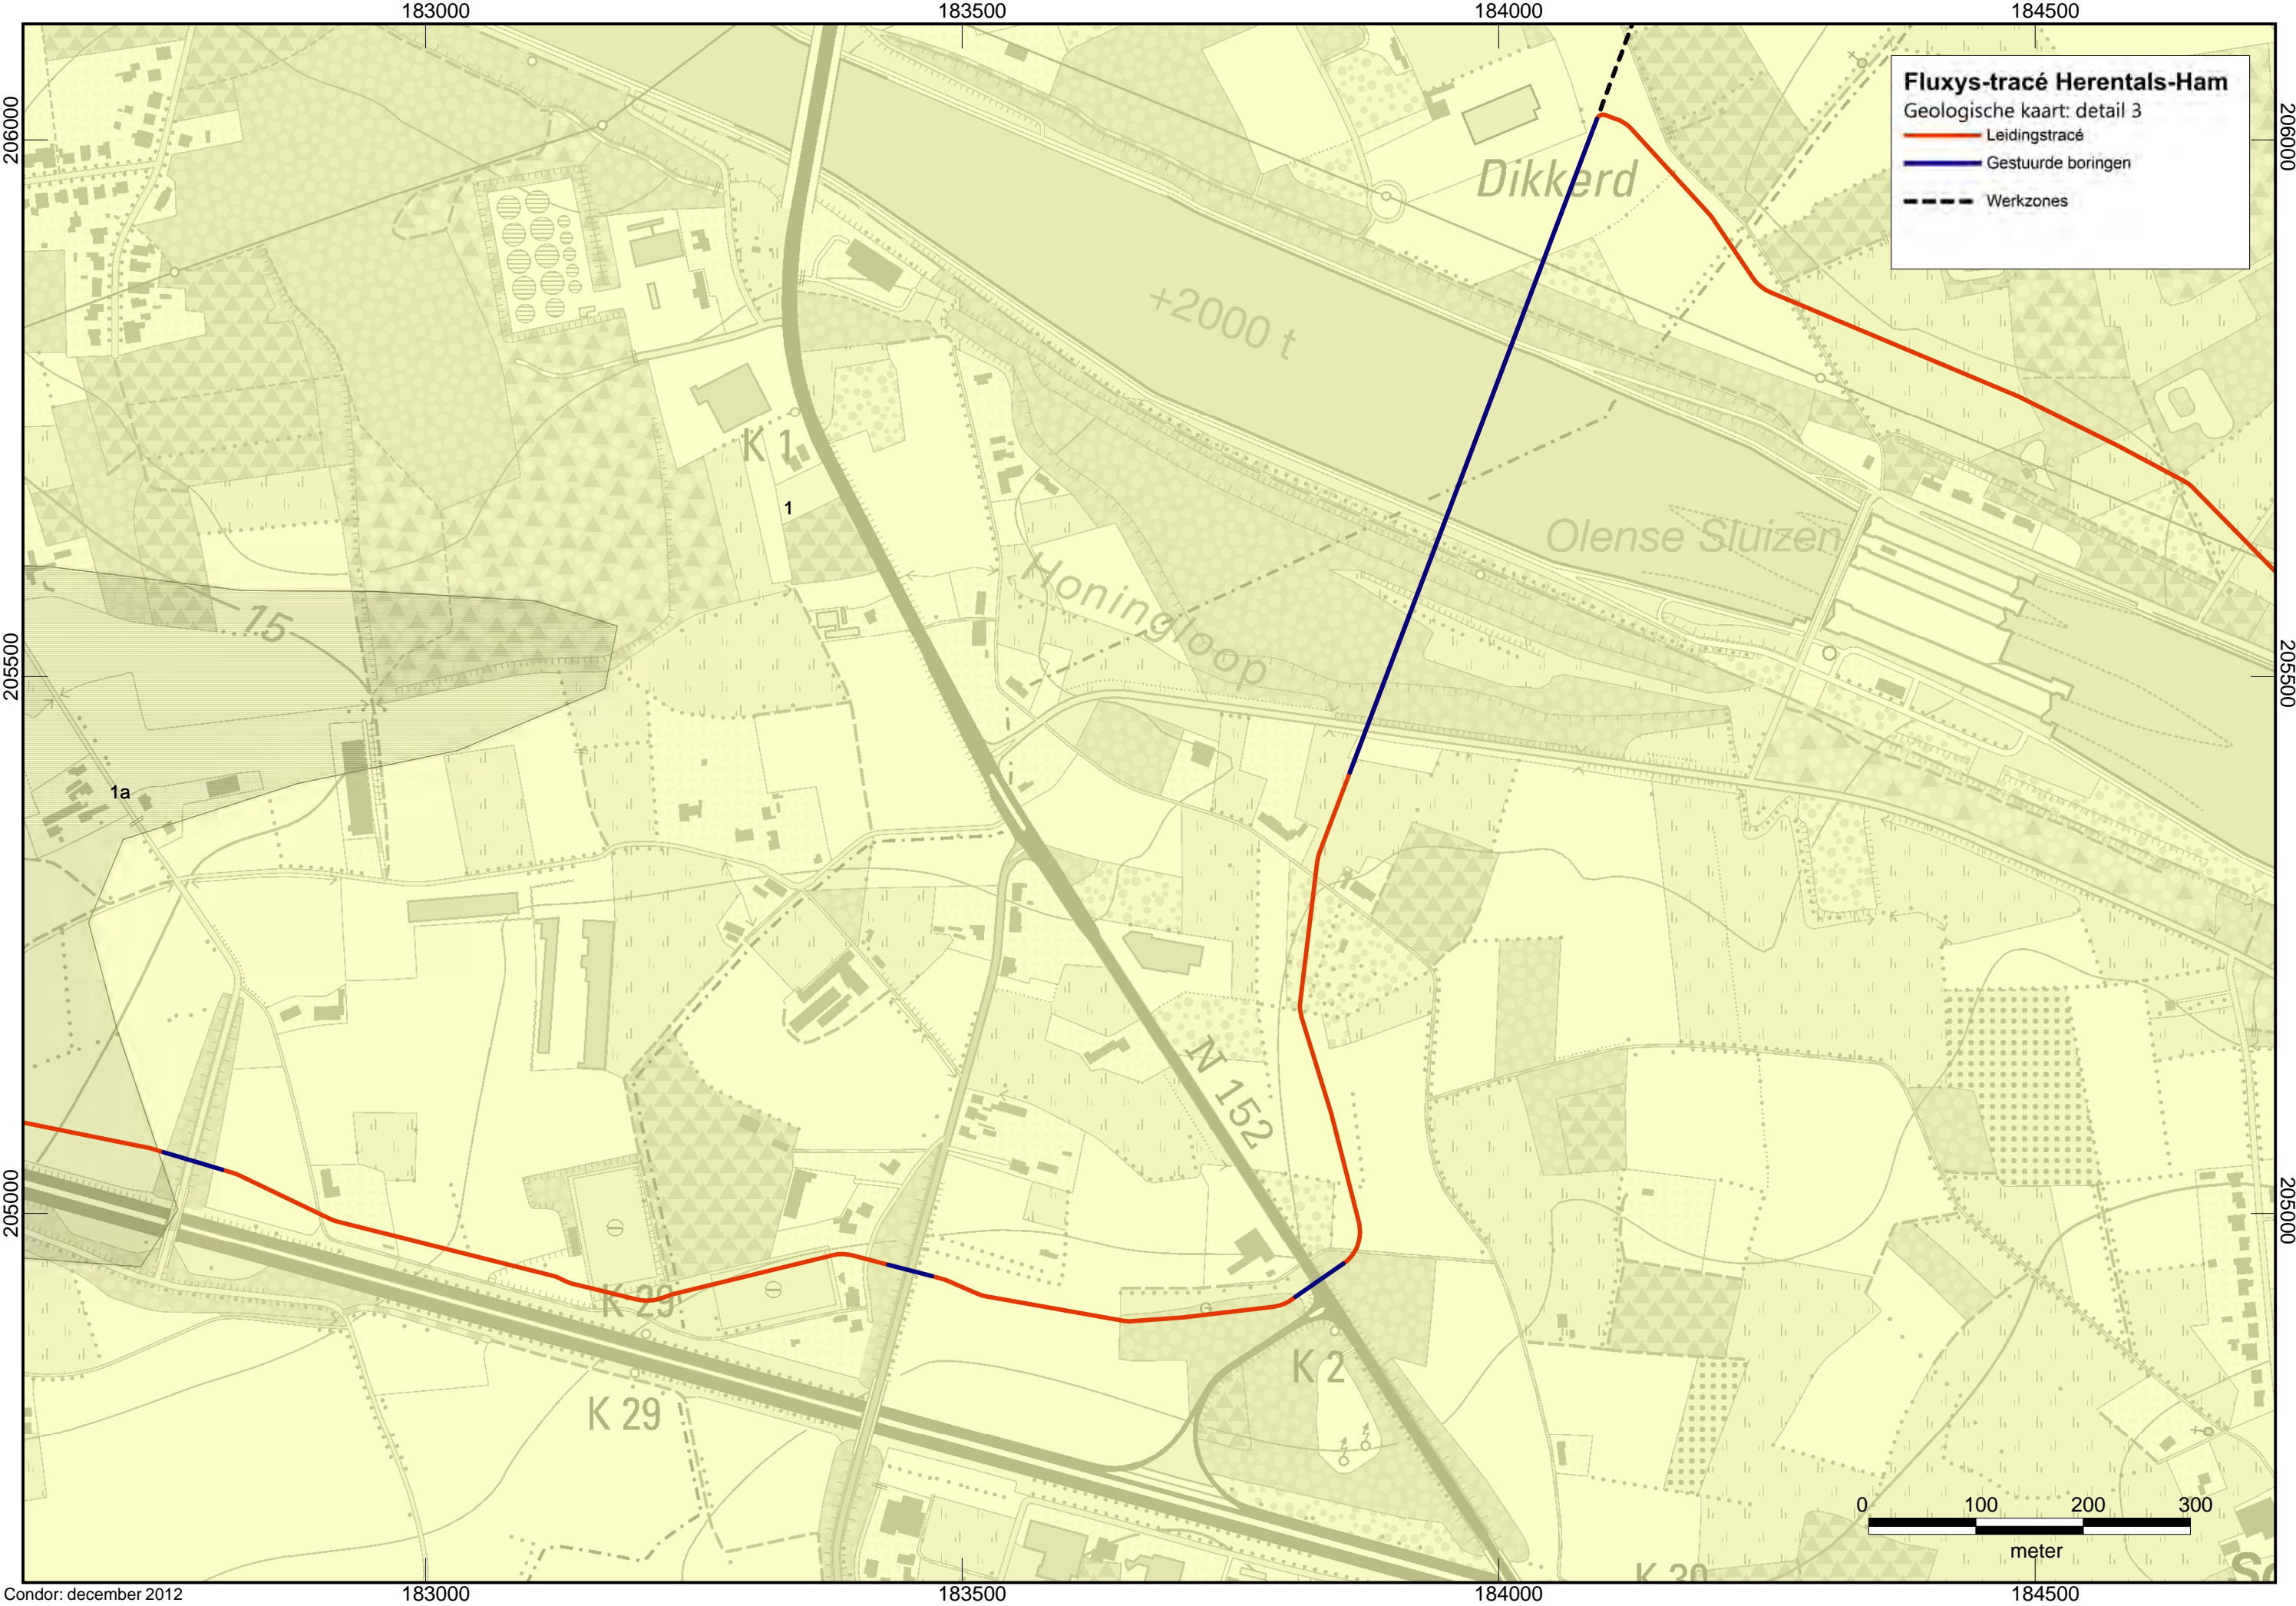 183000
183500
184000
184500
206000
206000
Fluxys-tracé Herentals-Ham
Geologische kaart: detail 3
Leidingstracé
Gestuurde boringen
Werkzones
Dikkerd
+2000 t
K 1
1
Olense Sluizen
Honingloop
15
205500
205500
1a
N 152
205000
205000
K 29
K 2
K 29
0
100
200
300
meter
K 30
183000
183500
184000
184500
Condor: december 2012